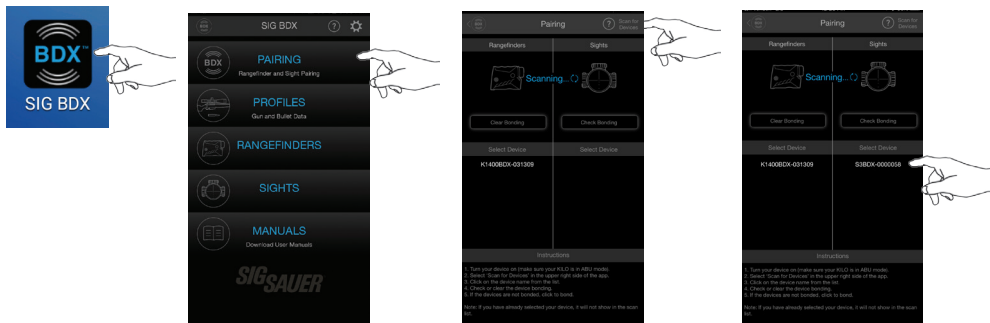 BDX™
SIG BDX
BDX
SIG BDX
?
BDX
PAIRING
Rangefinder and Sight Pairing
PROFILES
Gun and Bullet Data
RANGEFINDERS
SIGHTS
MANUALS
Download User Manuals
SIG SAUER
Pairing
?
Scan for
Devices
Rangefinders
Sights
Scanning...
Clear Bonding
Check Bonding
Select Device
Select Device
K1400BDX-031309
Instructions
1. Turn your device on (make sure your KILO is in ABU mode).
2. Select 'Scan for Devices' in the upper right side of the app.
3. Click on the device name from the list.
4. Check or clear the device bonding.
5. If the devices are not bonded, click to bond.
Note: If you have already selected your device, it will not show in the scan
list.
Pairing
?
Scan for
Devices
Rangefinders
Sights
Scanning...
Clear Bonding
Check Bonding
Select Device
Select Device
K1400BDX-031309
S3BDX-0000058
Instructions
1. Turn your device on (make sure your KILO is in ABU mode).
2. Select 'Scan for Devices' in the upper right side of the app.
3. Click on the device name from the list.
4. Check or clear the device bonding.
5. If the devices are not bonded, click to bond.
Note: If you have already selected your device, it will not show in the scan
list.